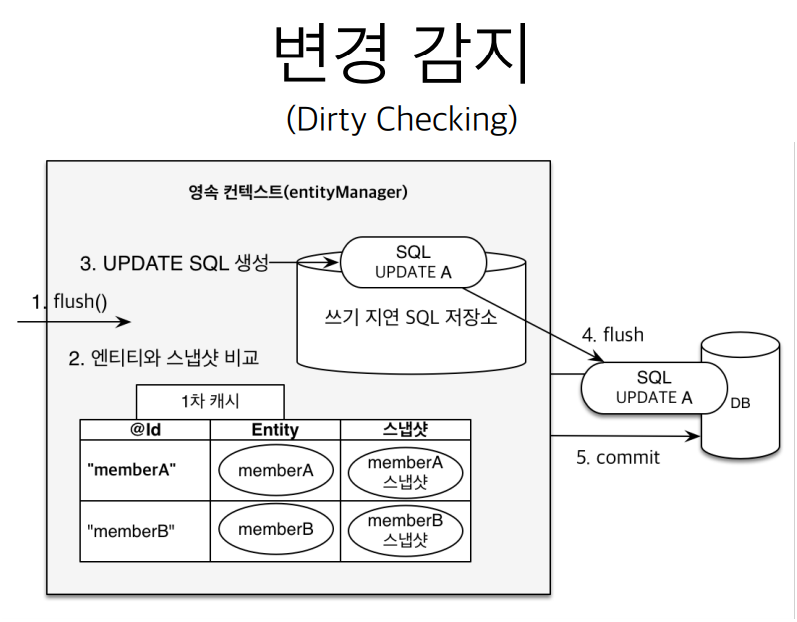 변경 감지
(Dirty Checking)
영속 컨텍스트(entityManager)
SQL
UPDATE A
3. UPDATE SQL 생성
1. flush()
쓰기 지연 SQL 저장소
4. flush
2. 엔티티와 스냅샷 비교
SQL
UPDATE A
DB
1차 캐시
@Id Entity 스냅샷
"memberA" memberA memberA
스냅샷
5. commit
"memberB" memberB memberB
스냅샷